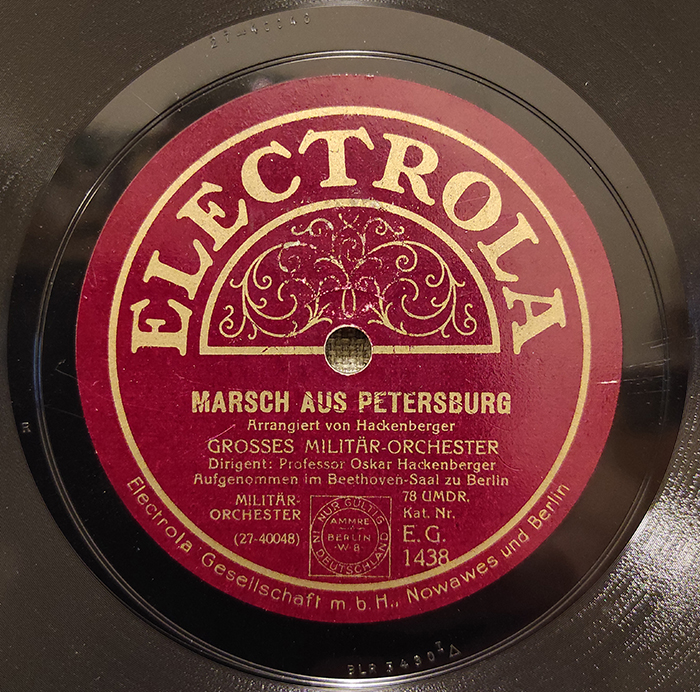 27-40040
ELECTROLA
MARSCH AUS PETERSBURG
Arrangiert von Hackenberger
GROSSES MILITÄR-ORCHESTER
Dirigent: Professor Oskar Hackenberger
Aufgenommen im Beethoven-Saal zu Berlin
MILITÄR-
ORCHESTER
(27-40048)
NUR GÜLTIG
AMMRE
BERLIN
W·8
IN DEUTSCHLAND
78 UMDR.
Kat. Nr.
E. G.
1438
Electrola Gesellschaft m. b. H., Nowawes und Berlin
R